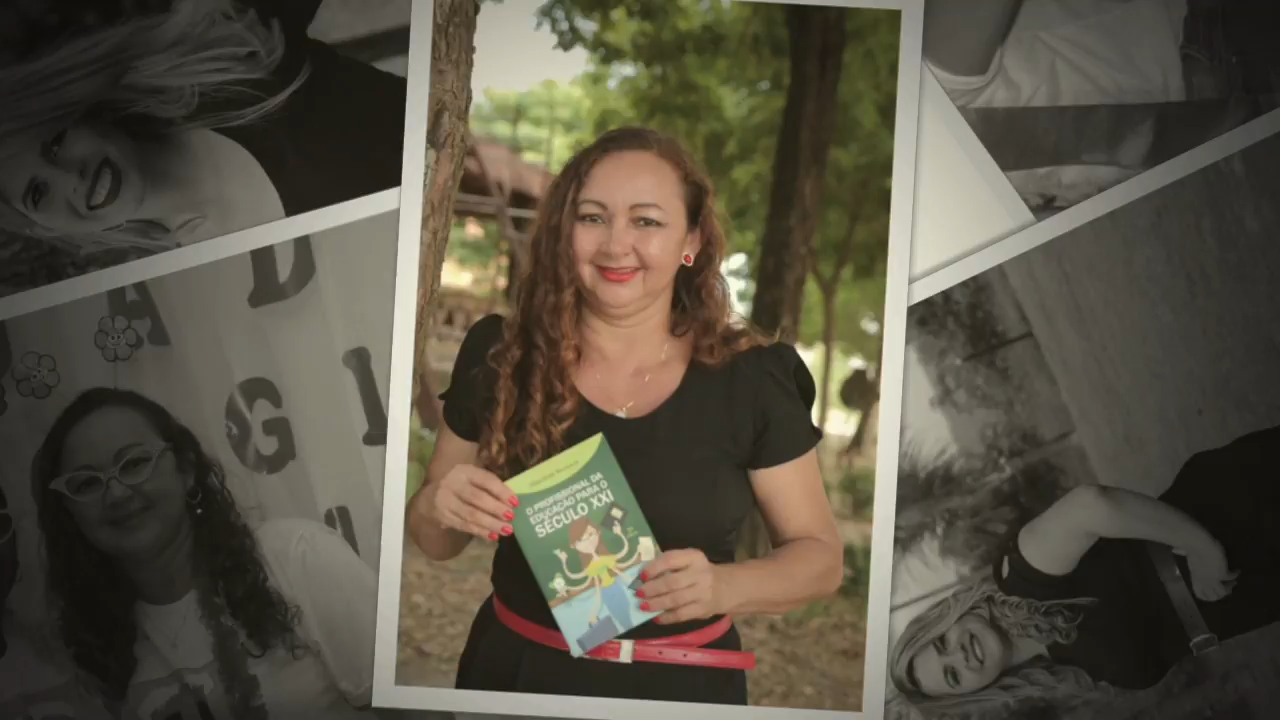 O PROFISSIONAL DA
EDUCAÇÃO PARA O
SÉCULO XXI
A D
G I